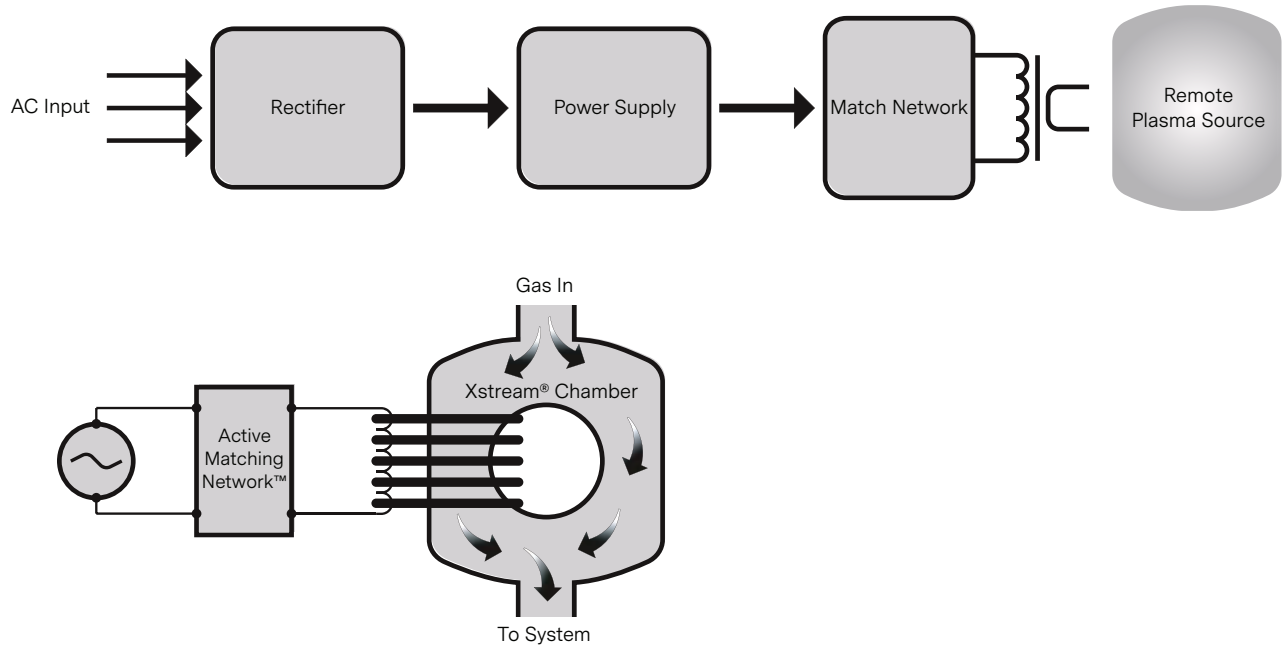 AC Input
Rectifier
Power Supply
Match Network
Remote
Plasma Source
Gas In
Xstream® Chamber
Active
Matching
Network™
To System